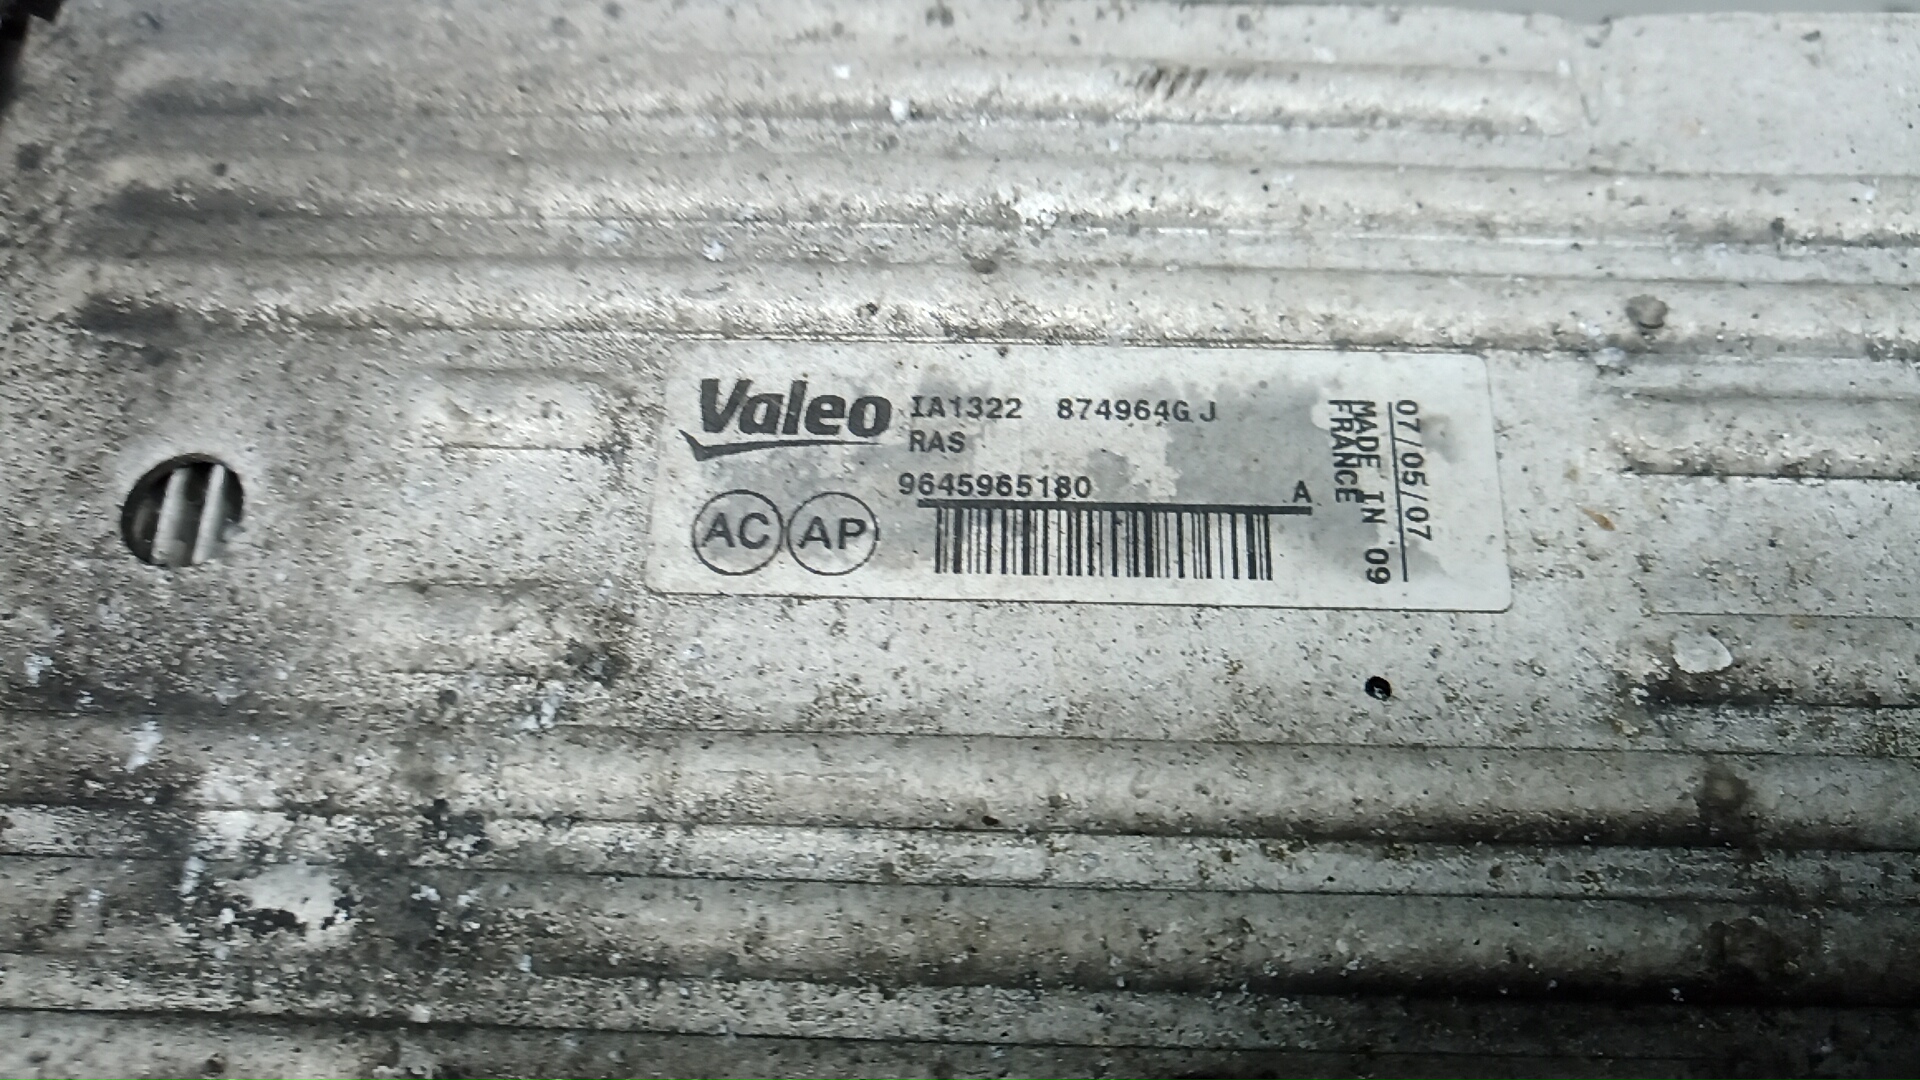 Valeo
IA1322 874964G J
RAS
9645965180 A
AC AP
07/05/07
MADE IN 09
FRANCE